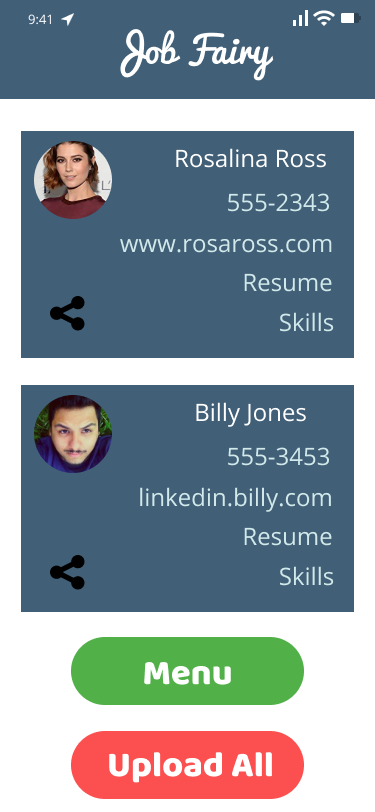 9:41
Job Fairy
Rosalina Ross
555-2343
www.rosaross.com
Resume
Skills
Billy Jones
555-3453
linkedin.billy.com
Resume
Skills
Menu
Upload All